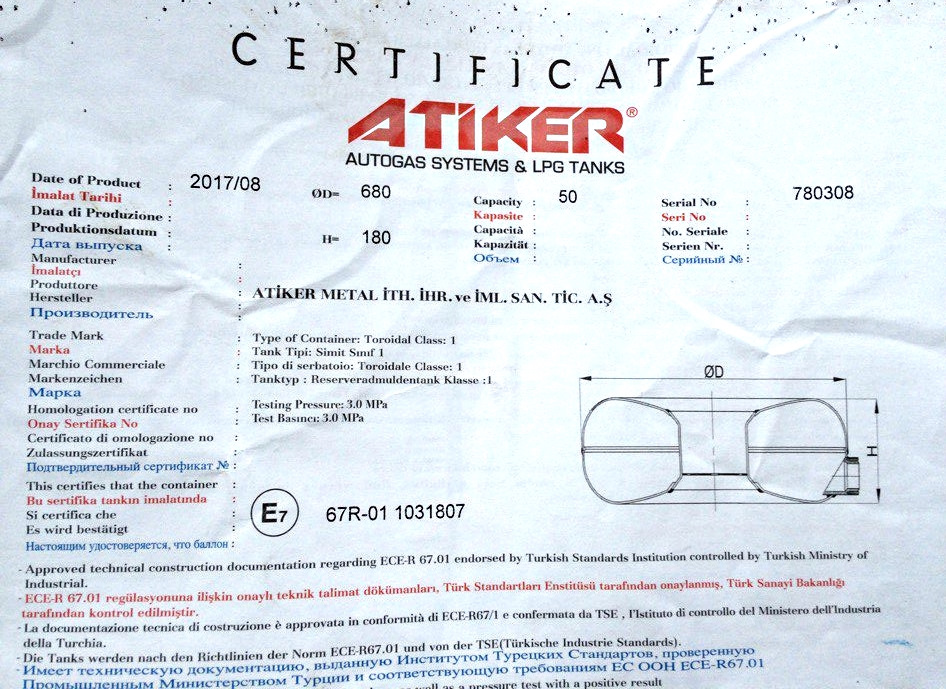 CERTIFICATE
ATİKER®
AUTOGAS SYSTEMS & LPG TANKS
Date of Product : 2017/08
İmalat Tarihi :
Data di Produzione :
Produktionsdatum :
Дата выпуска :
ØD= 680
H= 180
Capacity : 50
Kapasite :
Capacità :
Kapazität :
Объем :
Serial No : 780308
Seri No :
No. Seriale :
Serien Nr. :
Серийный № :
Manufacturer :
İmalatçı :
Produttore :
Hersteller :
Производитель :
ATİKER METAL İTH. İHR. ve İML. SAN. TİC. A.Ş
Trade Mark : Type of Container: Toroidal Class: 1
Marka : Tank Tipi: Simit Sınıf 1
Marchio Commerciale : Tipo di serbatoio: Toroidale Classe: 1
Markenzeichen : Tanktyp : Reserveradmuldentank Klasse :1
Марка
Homologation certificate no : Testing Pressure: 3.0 MPa
Onay Sertifika No : Test Basıncı: 3.0 MPa
Certificato di omologazione no :
Zulassungszertifikat :
Подтвердительный сертификат № :
This certifies that the container :
Bu sertifika tankın imalatında :
Si certifica che :
Es wird bestätigt :
Настоящим удостоверяется, что баллон :
E7 67R-01 1031807
ØD
H
- Approved technical construction documentation regarding ECE-R 67.01 endorsed by Turkish Standards Institution controlled by Turkish Ministry of
Industrial.
- ECE-R 67.01 regülasyonuna ilişkin onaylı teknik talimat dökümanları, Türk Standartları Enstitüsü tarafından onaylanmış, Türk Sanayi Bakanlığı
tarafından kontrol edilmiştir.
- La documentazione tecnica di costruzione è approvata in conformità di ECE-R67/1 e confermata da TSE , l'Istituto di controllo del Ministero dell'Industria
della Turchia.
- Die Tanks werden nach den Richtlinien der Norm ECE-R67.01 und von der TSE(Türkische Industrie Standards).
- Имеет техническую документацию, выданную Институтом Турецких Стандартов, проверенную
Промышленным Министерством Турции и соответствующую требованиям ЕС ООН ECE-R67.01
well as a pressure test with a positive result